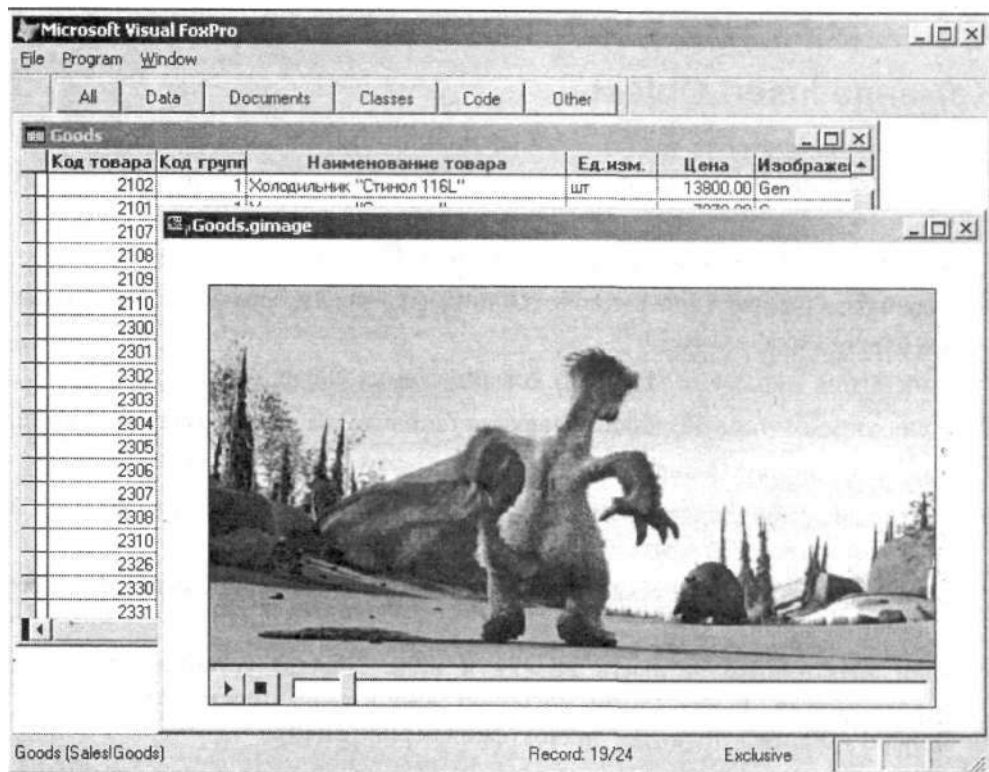 Microsoft Visual FoxPro
File Program Window
All Data Documents Classes Code Other
Goods
Код товара Код групп Наименование товара Ед.изм. Цена Изображе
2102 1 Холодильник "Стинол 116L" шт 13800.00 Gen
2101
2107
Goods.gimage
2108
2109
2110
2300
2301
2302
2303
2304
2305
2306
2307
2308
2310
2326
2330
2331
Goods (Sales!Goods) Record: 19/24 Exclusive